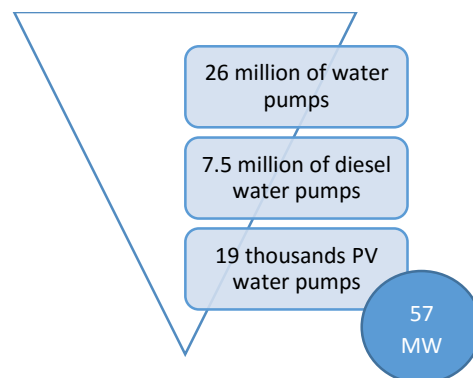 26 million of water
pumps
7.5 million of diesel
water pumps
19 thousands PV
water pumps
57
MW